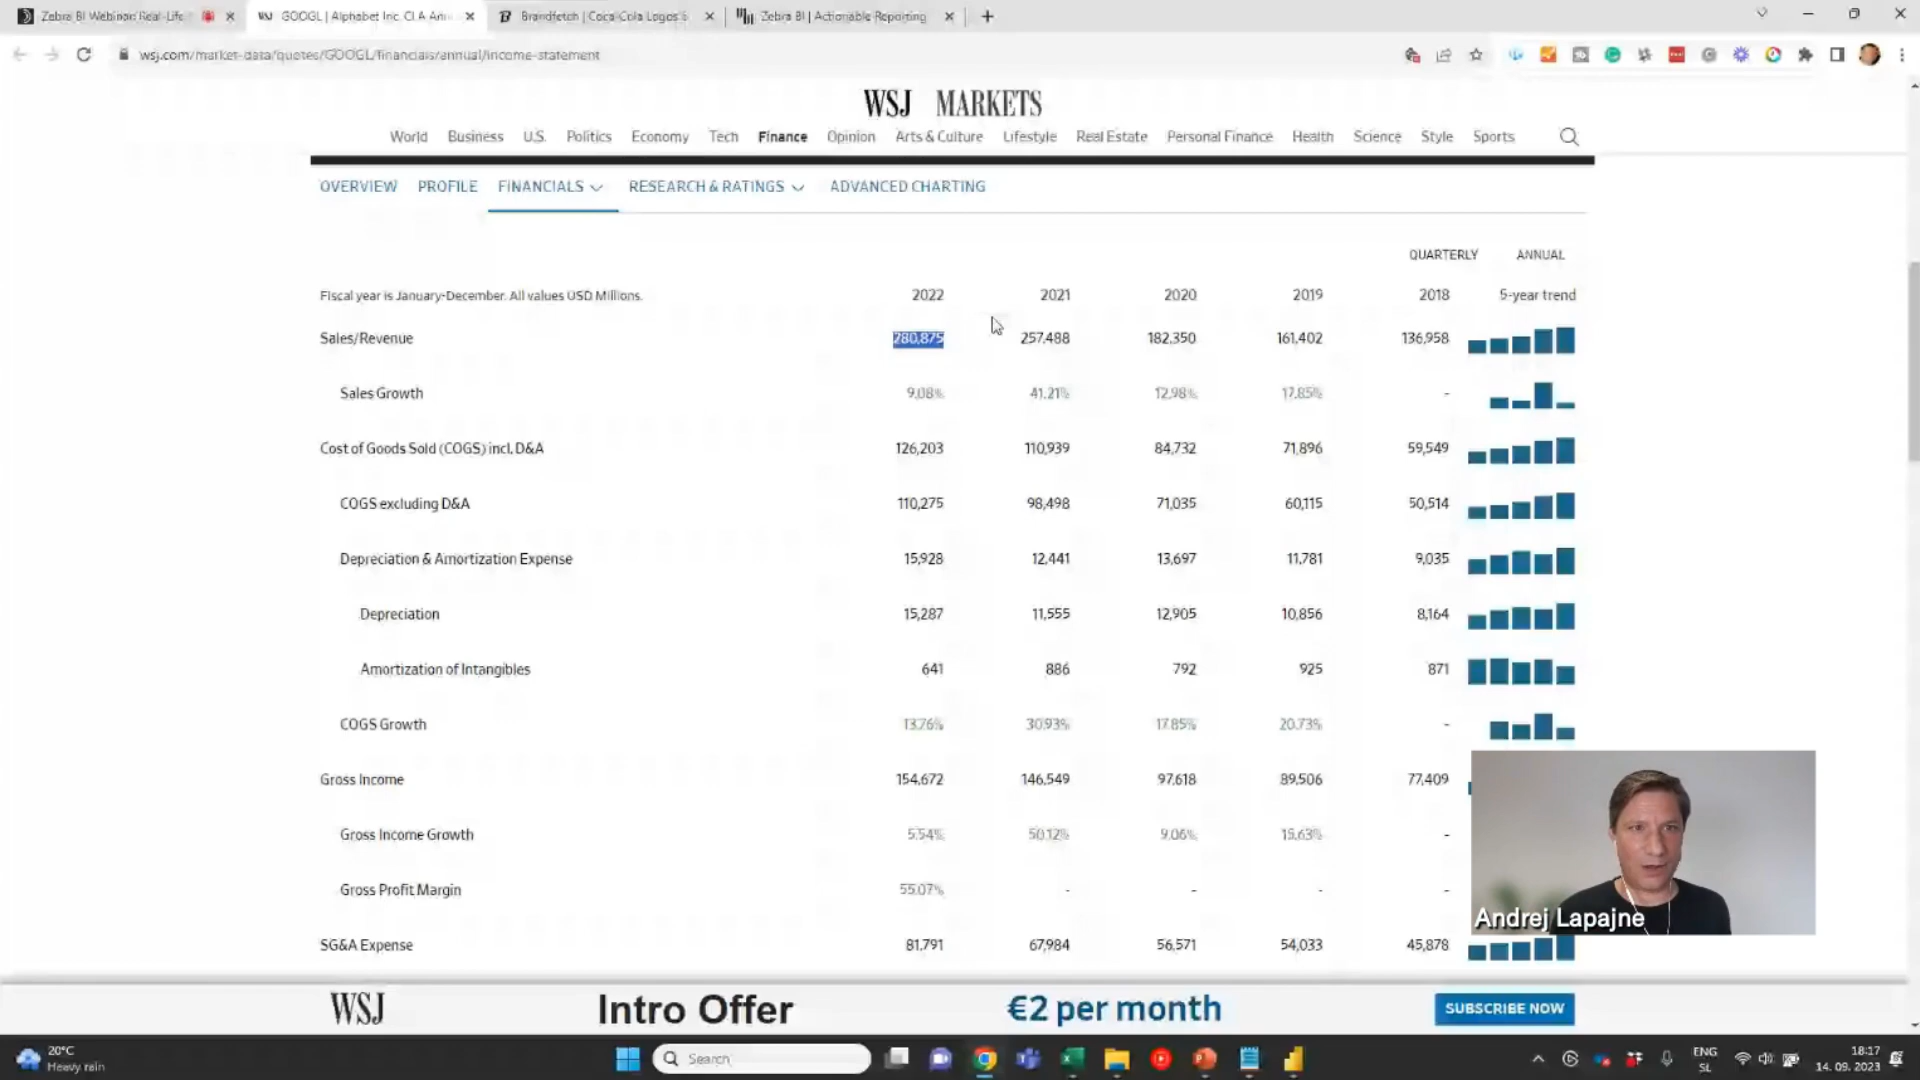 Zebra BI Webinar: Real-Life
GOOGL | Alphabet Inc. Cl A Ann
Brandfetch | Coca-Cola Logos &
Zebra BI | Actionable Reporting
wsj.com/market-data/quotes/GOOGL/financials/annual/income-statement
WSJ MARKETS
World Business U.S. Politics Economy Tech Finance Opinion Arts & Culture Lifestyle Real Estate Personal Finance Health Science Style Sports
OVERVIEW PROFILE FINANCIALS RESEARCH & RATINGS ADVANCED CHARTING
QUARTERLY ANNUAL
Fiscal year is January-December. All values USD Millions. 2022 2021 2020 2019 2018 5-year trend
Sales/Revenue 280,875 257,488 182,350 161,402 136,958
Sales Growth 9.08% 41.21% 12.98% 17.85% -
Cost of Goods Sold (COGS) incl. D&A 126,203 110,939 84,732 71,896 59,549
COGS excluding D&A 110,275 98,498 71,035 60,115 50,514
Depreciation & Amortization Expense 15,928 12,441 13,697 11,781 9,035
Depreciation 15,287 11,555 12,905 10,856 8,164
Amortization of Intangibles 641 886 792 925 871
COGS Growth 13.76% 30.93% 17.85% 20.73% -
Gross Income 154,672 146,549 97,618 89,506 77,409
Gross Income Growth 5.54% 50.12% 9.06% 15.63% -
Gross Profit Margin 55.07% - - - -
Andrej Lapajne
SG&A Expense 81,791 67,984 56,571 54,033 45,878
WSJ Intro Offer €2 per month SUBSCRIBE NOW
20°C
Heavy rain
Search
ENG
SL
18:17
14. 09. 2023